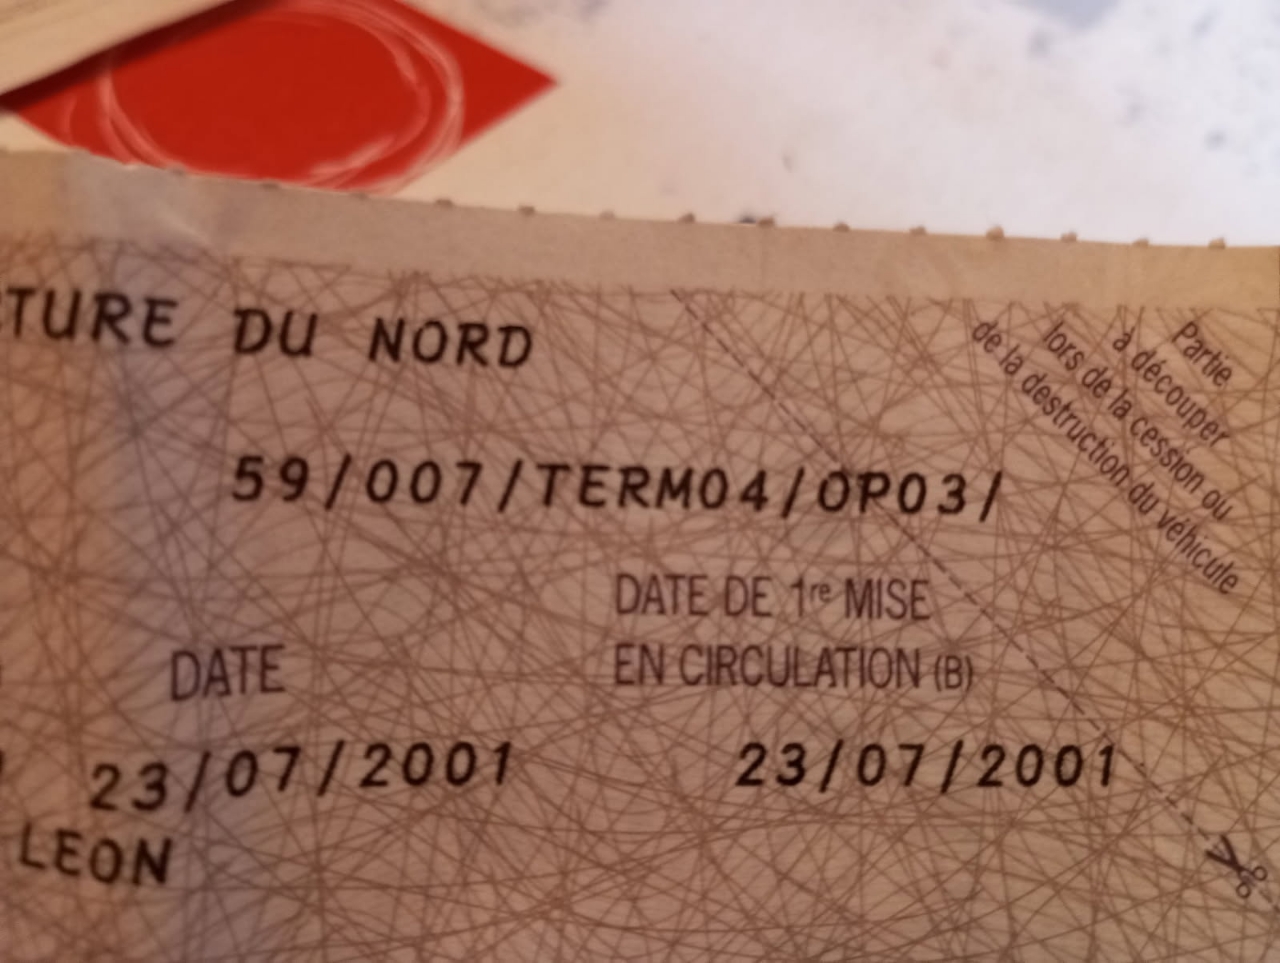 TURE DU NORD
Partie
à découper
lors de la cession ou
de la destruction du véhicule
59/007/TERM04/OP03/
DATE
DATE DE 1re MISE
EN CIRCULATION (B)
23/07/2001 23/07/2001
LEON